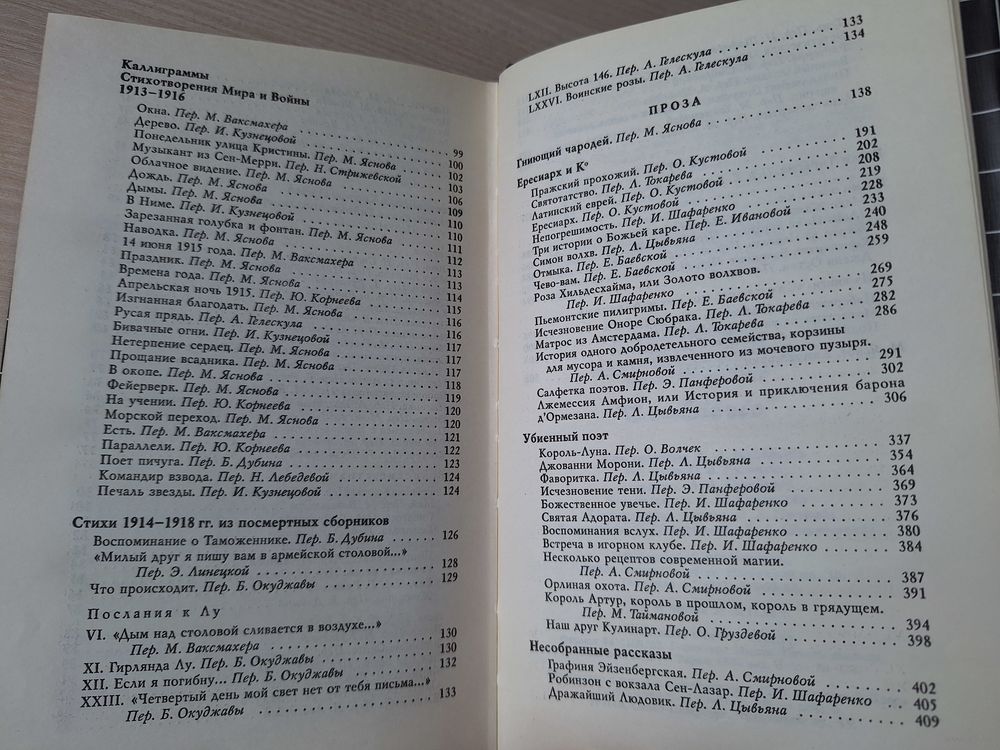 Каллиграммы
Стихотворения Мира и Войны
1913–1916
Окна. Пер. М. Ваксмахера . . . . . 99
Дерево. Пер. И. Кузнецовой . . . . . 100
Понедельник улица Кристины. Пер. М. Яснова . . . . . 102
Музыкант из Сен-Мерри. Пер. Н. Стрижевской . . . . . 103
Облачное видение. Пер. М. Яснова . . . . . 106
Дождь. Пер. М. Яснова . . . . . 109
Дымы. Пер. М. Яснова . . . . . 110
В Ниме. Пер. И. Кузнецовой . . . . . 110
Зарезанная голубка и фонтан. Пер. М. Яснова . . . . . 111
Наводка. Пер. М. Яснова . . . . . 112
14 июня 1915 года. Пер. М. Ваксмахера . . . . . 113
Праздник. Пер. М. Яснова . . . . . 113
Времена года. Пер. М. Яснова . . . . . 114
Апрельская ночь 1915. Пер. Ю. Корнеева . . . . . 115
Изгнанная благодать. Пер. М. Яснова . . . . . 116
Русая прядь. Пер. А. Гелескула . . . . . 116
Бивачные огни. Пер. И. Кузнецовой . . . . . 117
Нетерпение сердец. Пер. М. Яснова . . . . . 117
Прощание всадника. Пер. М. Яснова . . . . . 117
В окопе. Пер. М. Яснова . . . . . 118
Фейерверк. Пер. М. Яснова . . . . . 119
На учении. Пер. Ю. Корнеева . . . . . 120
Морской переход. Пер. М. Яснова . . . . . 120
Есть. Пер. М. Ваксмахера . . . . . 121
Параллели. Пер. Ю. Корнеева . . . . . 122
Поет пичуга. Пер. Б. Дубина . . . . . 123
Командир взвода. Пер. Н. Лебедевой . . . . . 124
Печаль звезды. Пер. И. Кузнецовой . . . . . 124
Стихи 1914–1918 гг. из посмертных сборников
Воспоминание о Таможеннике. Пер. Б. Дубина . . . . . 126
«Милый друг я пишу вам в армейской столовой...»
Пер. Э. Линецкой . . . . . 128
Что происходит. Пер. Б. Окуджавы . . . . . 129
Послания к Лу
VI. «Дым над столовой сливается в воздухе...»
Пер. М. Ваксмахера . . . . . 130
XI. Гирлянда Лу. Пер. Б. Окуджавы . . . . . 130
XII. Если я погибну... Пер. Б. Окуджавы . . . . . 132
XXIII. «Четвертый день мой свет нет от тебя письма...»
Пер. Б. Окуджавы . . . . . 133
LXII. Высота 146. Пер. А. Гелескула . . . . . 133
LXXVI. Воинские розы. Пер. А. Гелескула . . . . . 134
ПРОЗА
Гниющий чародей. Пер. М. Яснова . . . . . 138
Ересиарх и К°
Пражский прохожий. Пер. О. Кустовой . . . . . 191
Святотатство. Пер. Л. Токарева . . . . . 202
Латинский еврей. Пер. О. Кустовой . . . . . 208
Ересиарх. Пер. О. Кустовой . . . . . 219
Непогрешимость. Пер. И. Шафаренко . . . . . 228
Три истории о Божьей каре. Пер. Е. Ивановой . . . . . 233
Симон волхв. Пер. Л. Цывьяна . . . . . 240
Отмыка. Пер. Е. Баевской . . . . . 248
Чево-вам. Пер. Е. Баевской . . . . . 259
Роза Хильдесхайма, или Золото волхвов.
Пер. И. Шафаренко . . . . . 269
Пьемонтские пилигримы. Пер. Е. Баевской . . . . . 275
Исчезновение Оноре Сюбрака. Пер. Л. Токарева . . . . . 282
Матрос из Амстердама. Пер. Л. Токарева . . . . . 286
История одного добродетельного семейства, корзины
для мусора и камня, извлеченного из мочевого пузыря.
Пер. А. Смирновой . . . . . 291
Салфетка поэтов. Пер. Э. Панферовой . . . . . 302
Лжемессия Амфион, или История и приключения барона
д'Ормезана. Пер. Л. Цывьяна . . . . . 306
Убиенный поэт
Король-Луна. Пер. О. Волчек . . . . . 337
Джованни Морони. Пер. Л. Цывьяна . . . . . 354
Фаворитка. Пер. Л. Цывьяна . . . . . 364
Исчезновение тени. Пер. Э. Панферовой . . . . . 369
Божественное увечье. Пер. И. Шафаренко . . . . . 373
Святая Адората. Пер. Л. Цывьяна . . . . . 376
Воспоминания вслух. Пер. И. Шафаренко . . . . . 380
Встреча в игорном клубе. Пер. И. Шафаренко . . . . . 384
Несколько рецептов современной магии.
Пер. А. Смирновой . . . . . 387
Орлиная охота. Пер. А. Смирновой . . . . . 391
Король Артур, король в прошлом, король в грядущем.
Пер. М. Таймановой . . . . . 394
Наш друг Кулинарт. Пер. О. Груздевой . . . . . 398
Несобранные рассказы
Графиня Эйзенбергская. Пер. А. Смирновой . . . . . 402
Робинзон с вокзала Сен-Лазар. Пер. И. Шафаренко . . . . . 405
Дражайший Людовик. Пер. Л. Цывьяна . . . . . 409